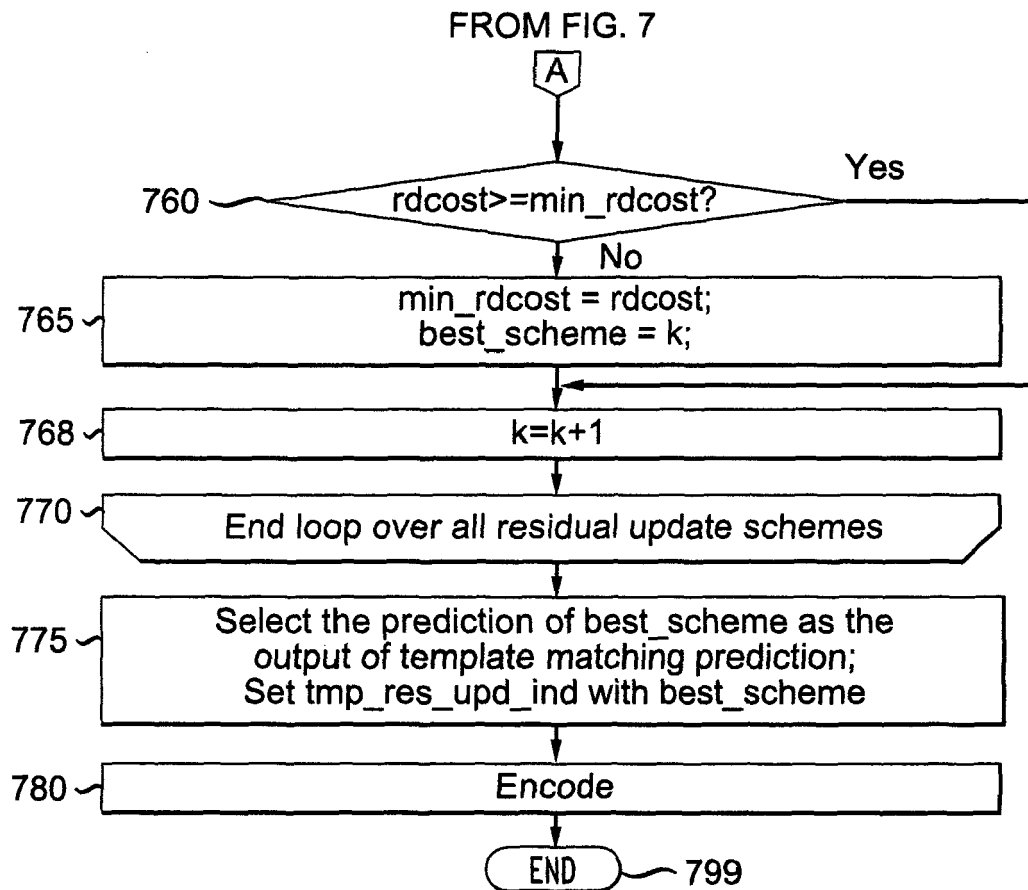 FROM FIG. 7
A
Yes
760
rdcost>=min_rdcost?
No
765
min_rdcost = rdcost;
best_scheme = k;
768
k=k+1
770
End loop over all residual update schemes
775
Select the prediction of best_scheme as the
output of template matching prediction;
Set tmp_res_upd_ind with best_scheme
780
Encode
END
799